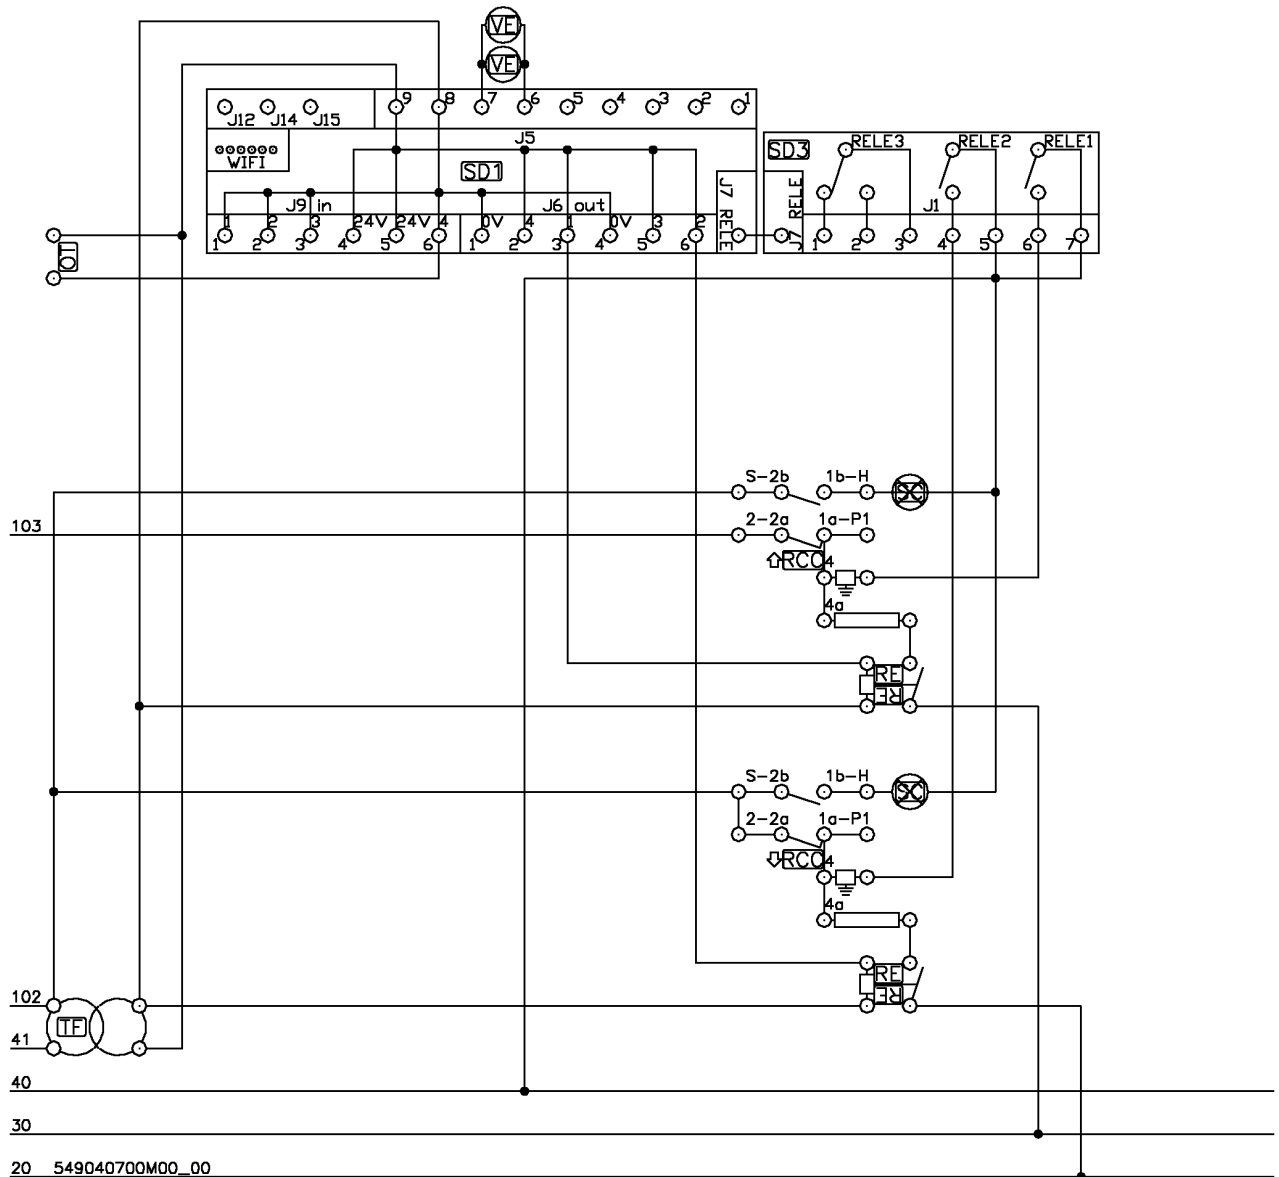 VE
VE
9 8 7 6 5 4 3 2 1
J12 J14 J15
J5
WIFI
SD1
SD3 RELE3 RELE2 RELE1
J9 in J6 out
J7 RELE
J7 RELE
J1
1 2 3 24V 24V 4 0V 4 1 0V 3 2
1 2 3 4 5 6 1 2 3 4 5 6
1 2 3 4 5 6 7
OT
S-2b 1b-H SC
103 2-2a 1a-P1
RCO 4
4a
RE
RE
S-2b 1b-H SC
2-2a 1a-P1
RCO 4
4a
RE
RE
102
TF
41
40
30
20 549040700M00_00